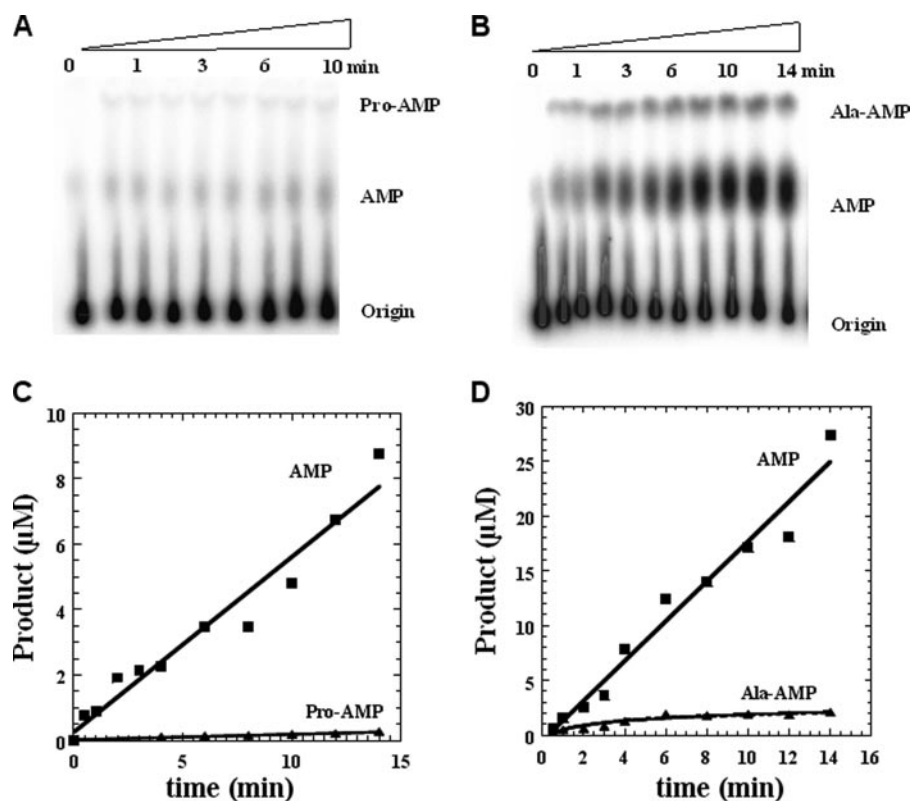 A
0 1 3 6 10 min
Pro-AMP
AMP
Origin
B
0 1 3 6 10 14 min
Ala-AMP
AMP
Origin
C
10
8
6
4
2
0
Product (µM)
AMP
Pro-AMP
0 5 10 15
time (min)
D
30
25
20
15
10
5
0
Product (µM)
AMP
Ala-AMP
0 2 4 6 8 10 12 14 16
time (min)